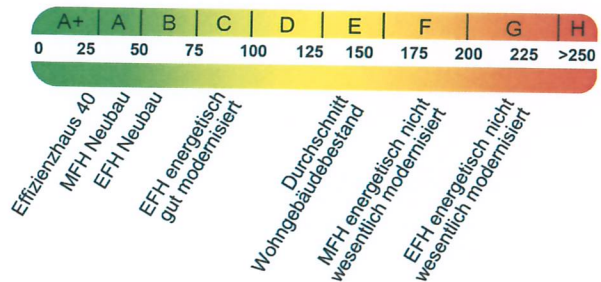 A+ A B C D E F G H
0 25 50 75 100 125 150 175 200 225 >250
Effizienzhaus 40
MFH Neubau
EFH Neubau
EFH energetisch
gut modernisiert
Durchschnitt
Wohngebäudebestand
MFH energetisch nicht
wesentlich modernisiert
EFH energetisch nicht
wesentlich modernisiert